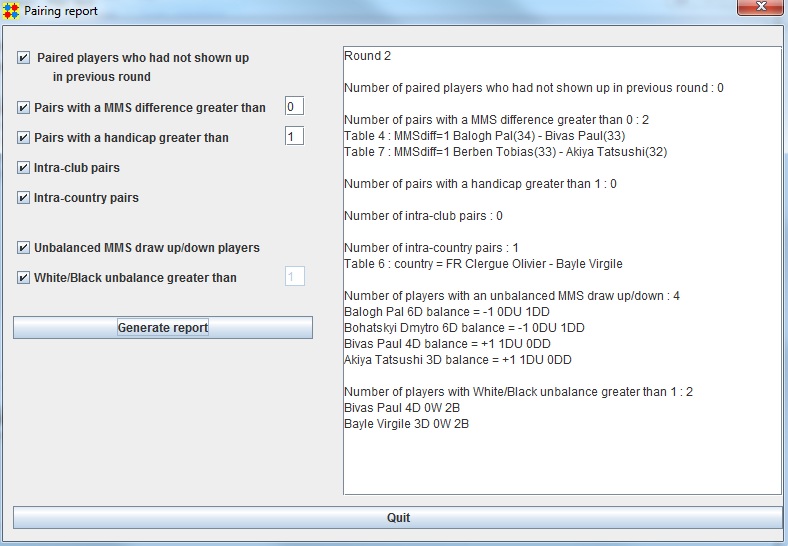 Pairing report
Paired players who had not shown up
in previous round
Pairs with a MMS difference greater than 0
Pairs with a handicap greater than 1
Intra-club pairs
Intra-country pairs
Unbalanced MMS draw up/down players
White/Black unbalance greater than 1
Generate report
Round 2
Number of paired players who had not shown up in previous round : 0
Number of pairs with a MMS difference greater than 0 : 2
Table 4 : MMSdiff=1 Balogh Pal(34) - Bivas Paul(33)
Table 7 : MMSdiff=1 Berben Tobias(33) - Akiya Tatsushi(32)
Number of pairs with a handicap greater than 1 : 0
Number of intra-club pairs : 0
Number of intra-country pairs : 1
Table 6 : country = FR Clergue Olivier - Bayle Virgile
Number of players with an unbalanced MMS draw up/down : 4
Balogh Pal 6D balance = -1 0DU 1DD
Bohatskyi Dmytro 6D balance = -1 0DU 1DD
Bivas Paul 4D balance = +1 1DU 0DD
Akiya Tatsushi 3D balance = +1 1DU 0DD
Number of players with White/Black unbalance greater than 1 : 2
Bivas Paul 4D 0W 2B
Bayle Virgile 3D 0W 2B
Quit